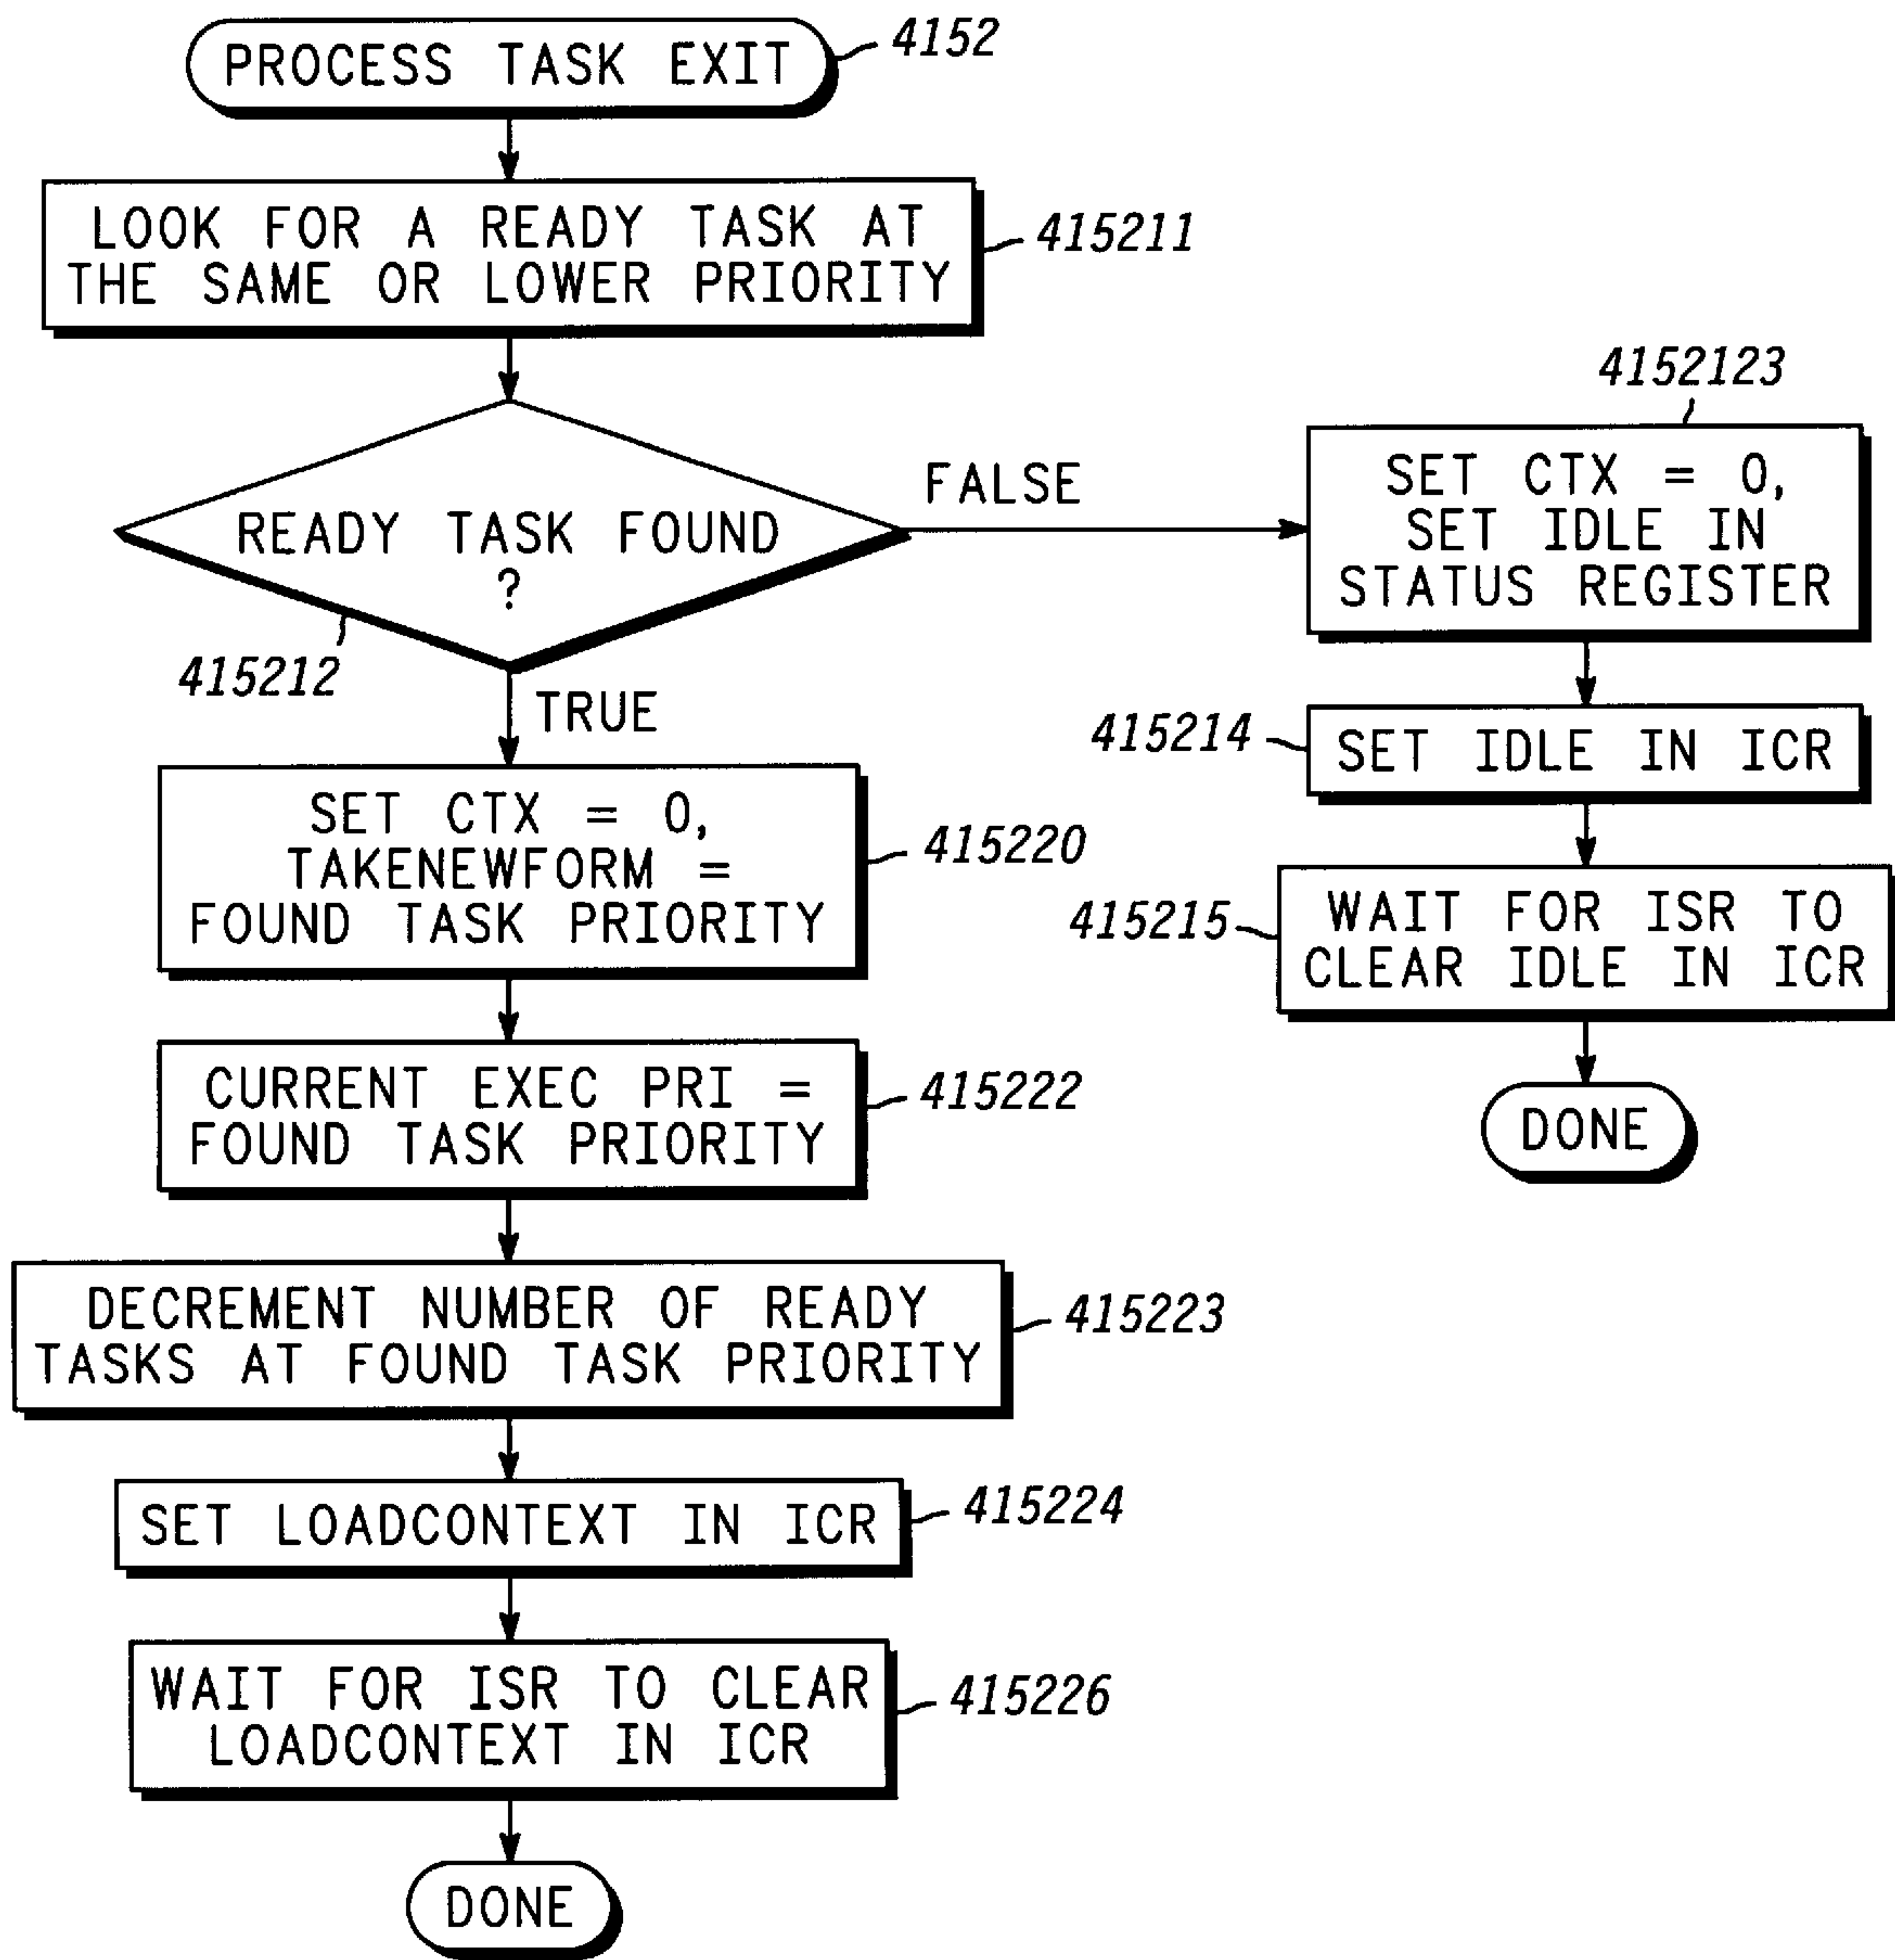 PROCESS TASK EXIT
4152
LOOK FOR A READY TASK AT
THE SAME OR LOWER PRIORITY
415211
READY TASK FOUND
?
415212
FALSE
TRUE
4152123
SET CTX = 0,
SET IDLE IN
STATUS REGISTER
415214
SET IDLE IN ICR
415215
WAIT FOR ISR TO
CLEAR IDLE IN ICR
DONE
SET CTX = 0,
TAKENEWFORM =
FOUND TASK PRIORITY
415220
CURRENT EXEC PRI =
FOUND TASK PRIORITY
415222
DECREMENT NUMBER OF READY
TASKS AT FOUND TASK PRIORITY
415223
SET LOADCONTEXT IN ICR
415224
WAIT FOR ISR TO CLEAR
LOADCONTEXT IN ICR
415226
DONE